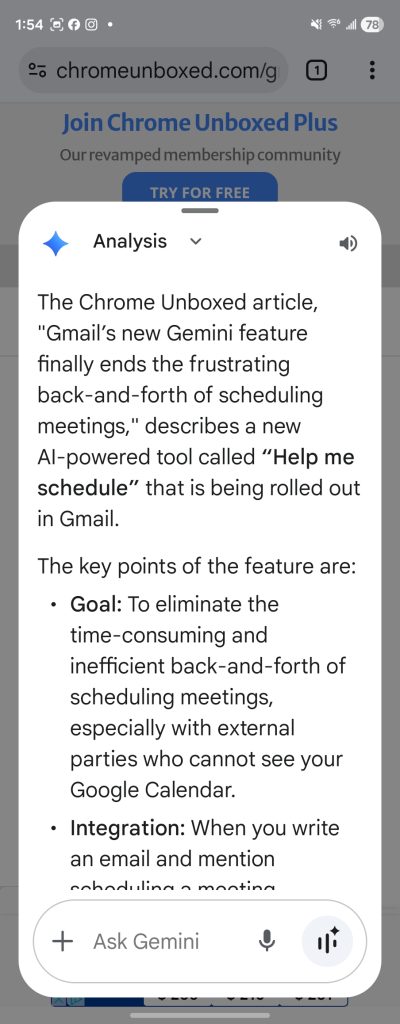 1:54
78
chromeunboxed.com/g
1
Join Chrome Unboxed Plus
Our revamped membership community
TRY FOR FREE
Analysis
The Chrome Unboxed article,
"Gmail’s new Gemini feature
finally ends the frustrating
back-and-forth of scheduling
meetings," describes a new
AI-powered tool called “Help me
schedule” that is being rolled out
in Gmail.
The key points of the feature are:
• Goal: To eliminate the
time-consuming and
inefficient back-and-forth of
scheduling meetings,
especially with external
parties who cannot see your
Google Calendar.
• Integration: When you write
an email and mention
scheduling a meeting
Ask Gemini